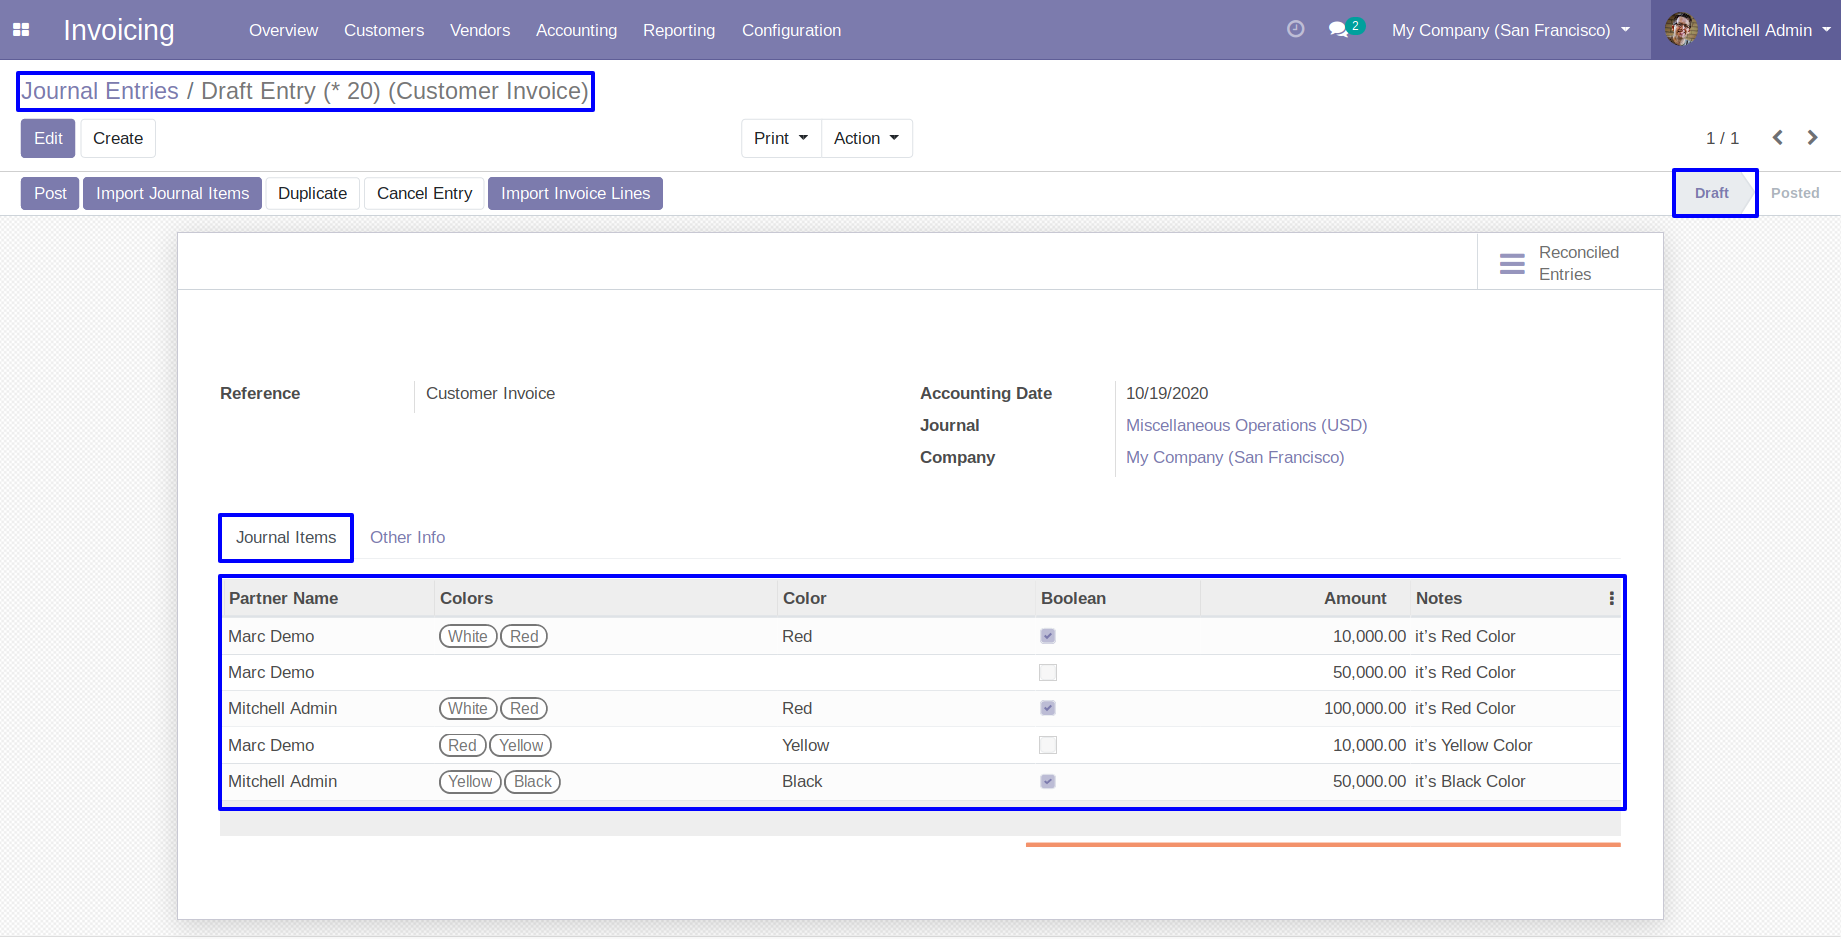 Invoicing Overview Customers Vendors Accounting Reporting Configuration 2 My Company (San Francisco) Mitchell Admin
Journal Entries / Draft Entry (* 20) (Customer Invoice)
Edit Create Print Action 1 / 1
Post Import Journal Items Duplicate Cancel Entry Import Invoice Lines Draft Posted
Reconciled
Entries
Reference Customer Invoice Accounting Date 10/19/2020
Journal Miscellaneous Operations (USD)
Company My Company (San Francisco)
Journal Items Other Info
Partner Name Colors Color Boolean Amount Notes
Marc Demo White Red Red 10,000.00 it's Red Color
Marc Demo 50,000.00 it's Red Color
Mitchell Admin White Red Red 100,000.00 it's Red Color
Marc Demo Red Yellow Yellow 10,000.00 it's Yellow Color
Mitchell Admin Yellow Black Black 50,000.00 it's Black Color